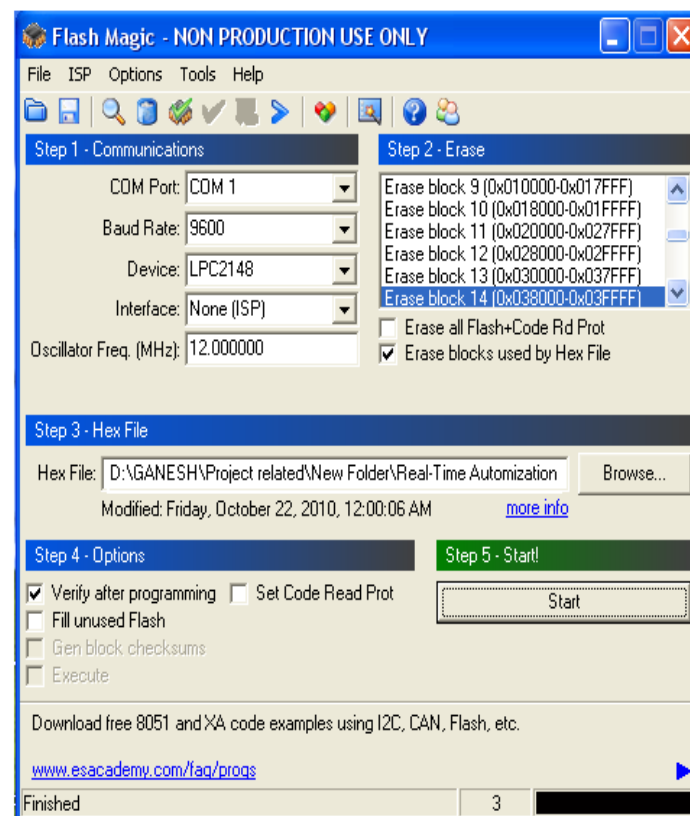 Flash Magic - NON PRODUCTION USE ONLY
File ISP Options Tools Help
Step 1 - Communications
COM Port: COM 1
Baud Rate: 9600
Device: LPC2148
Interface: None (ISP)
Oscillator Freq. (MHz): 12.000000
Step 2 - Erase
Erase block 9 (0x010000-0x017FFF)
Erase block 10 (0x018000-0x01FFFF)
Erase block 11 (0x020000-0x027FFF)
Erase block 12 (0x028000-0x02FFFF)
Erase block 13 (0x030000-0x037FFF)
Erase block 14 (0x038000-0x03FFFF)
Erase all Flash+Code Rd Prot
Erase blocks used by Hex File
Step 3 - Hex File
Hex File: D:\GANESH\Project related\New Folder\Real-Time Automization Browse...
Modified: Friday, October 22, 2010, 12:00:06 AM more info
Step 4 - Options
Verify after programming Set Code Read Prot
Fill unused Flash
Gen block checksums
Execute
Step 5 - Start!
Start
Download free 8051 and XA code examples using I2C, CAN, Flash, etc.
www.esacademy.com/faq/progs
Finished 3